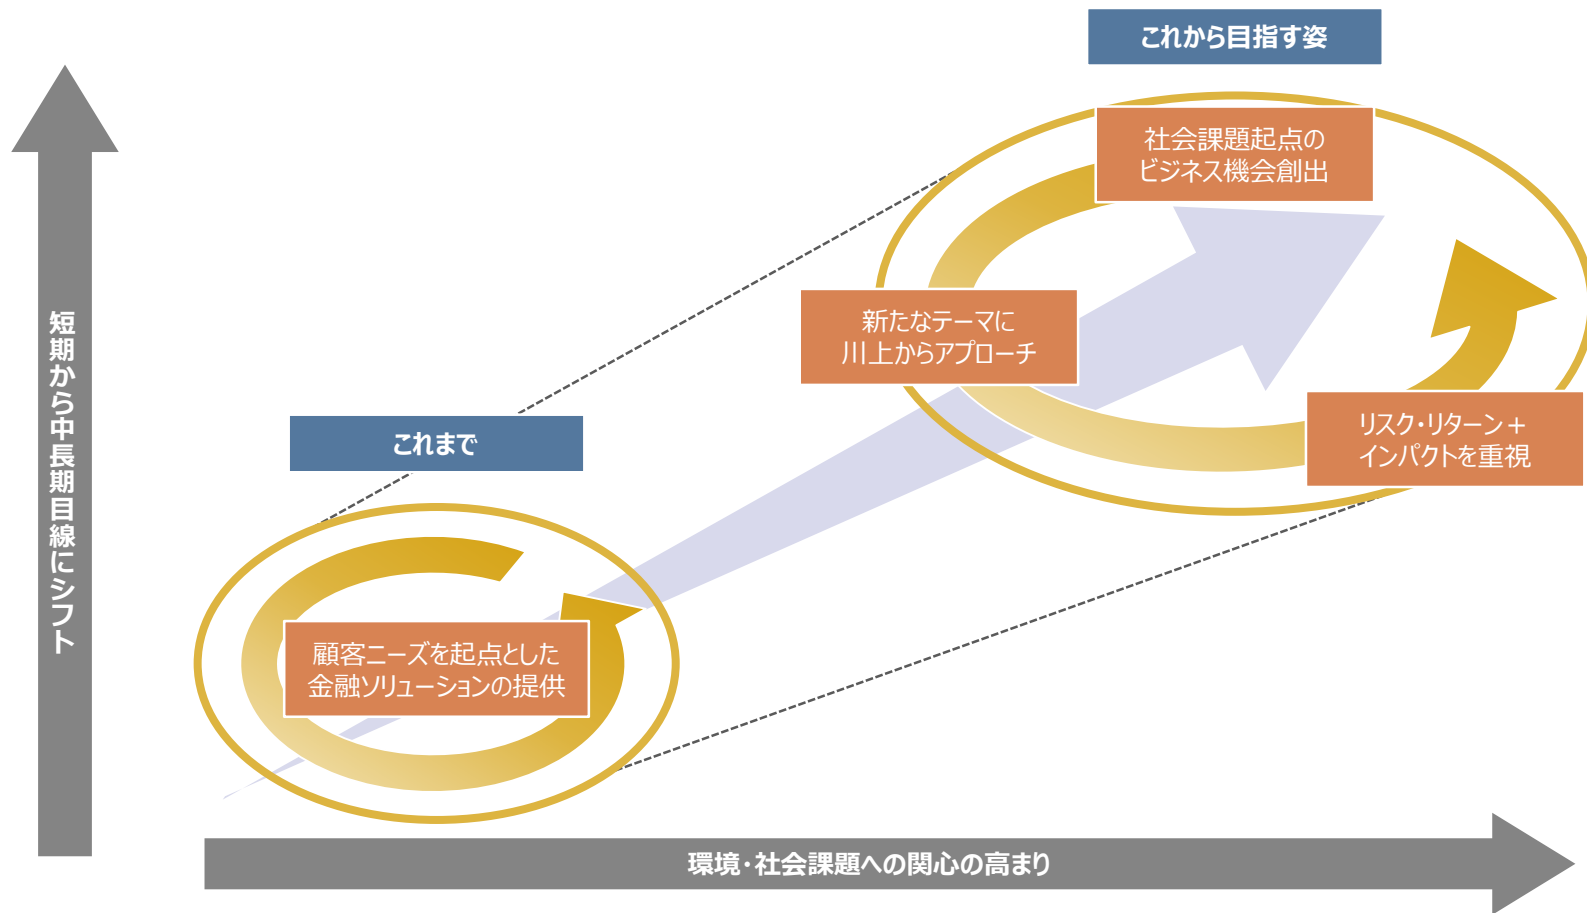 これから目指す姿
社会課題起点の
ビジネス機会創出
新たなテーマに
川上からアプローチ
リスク・リターン＋
インパクトを重視
これまで
顧客ニーズを起点とした
金融ソリューションの提供
短期から中長期目線にシフト
環境・社会課題への関心の高まり